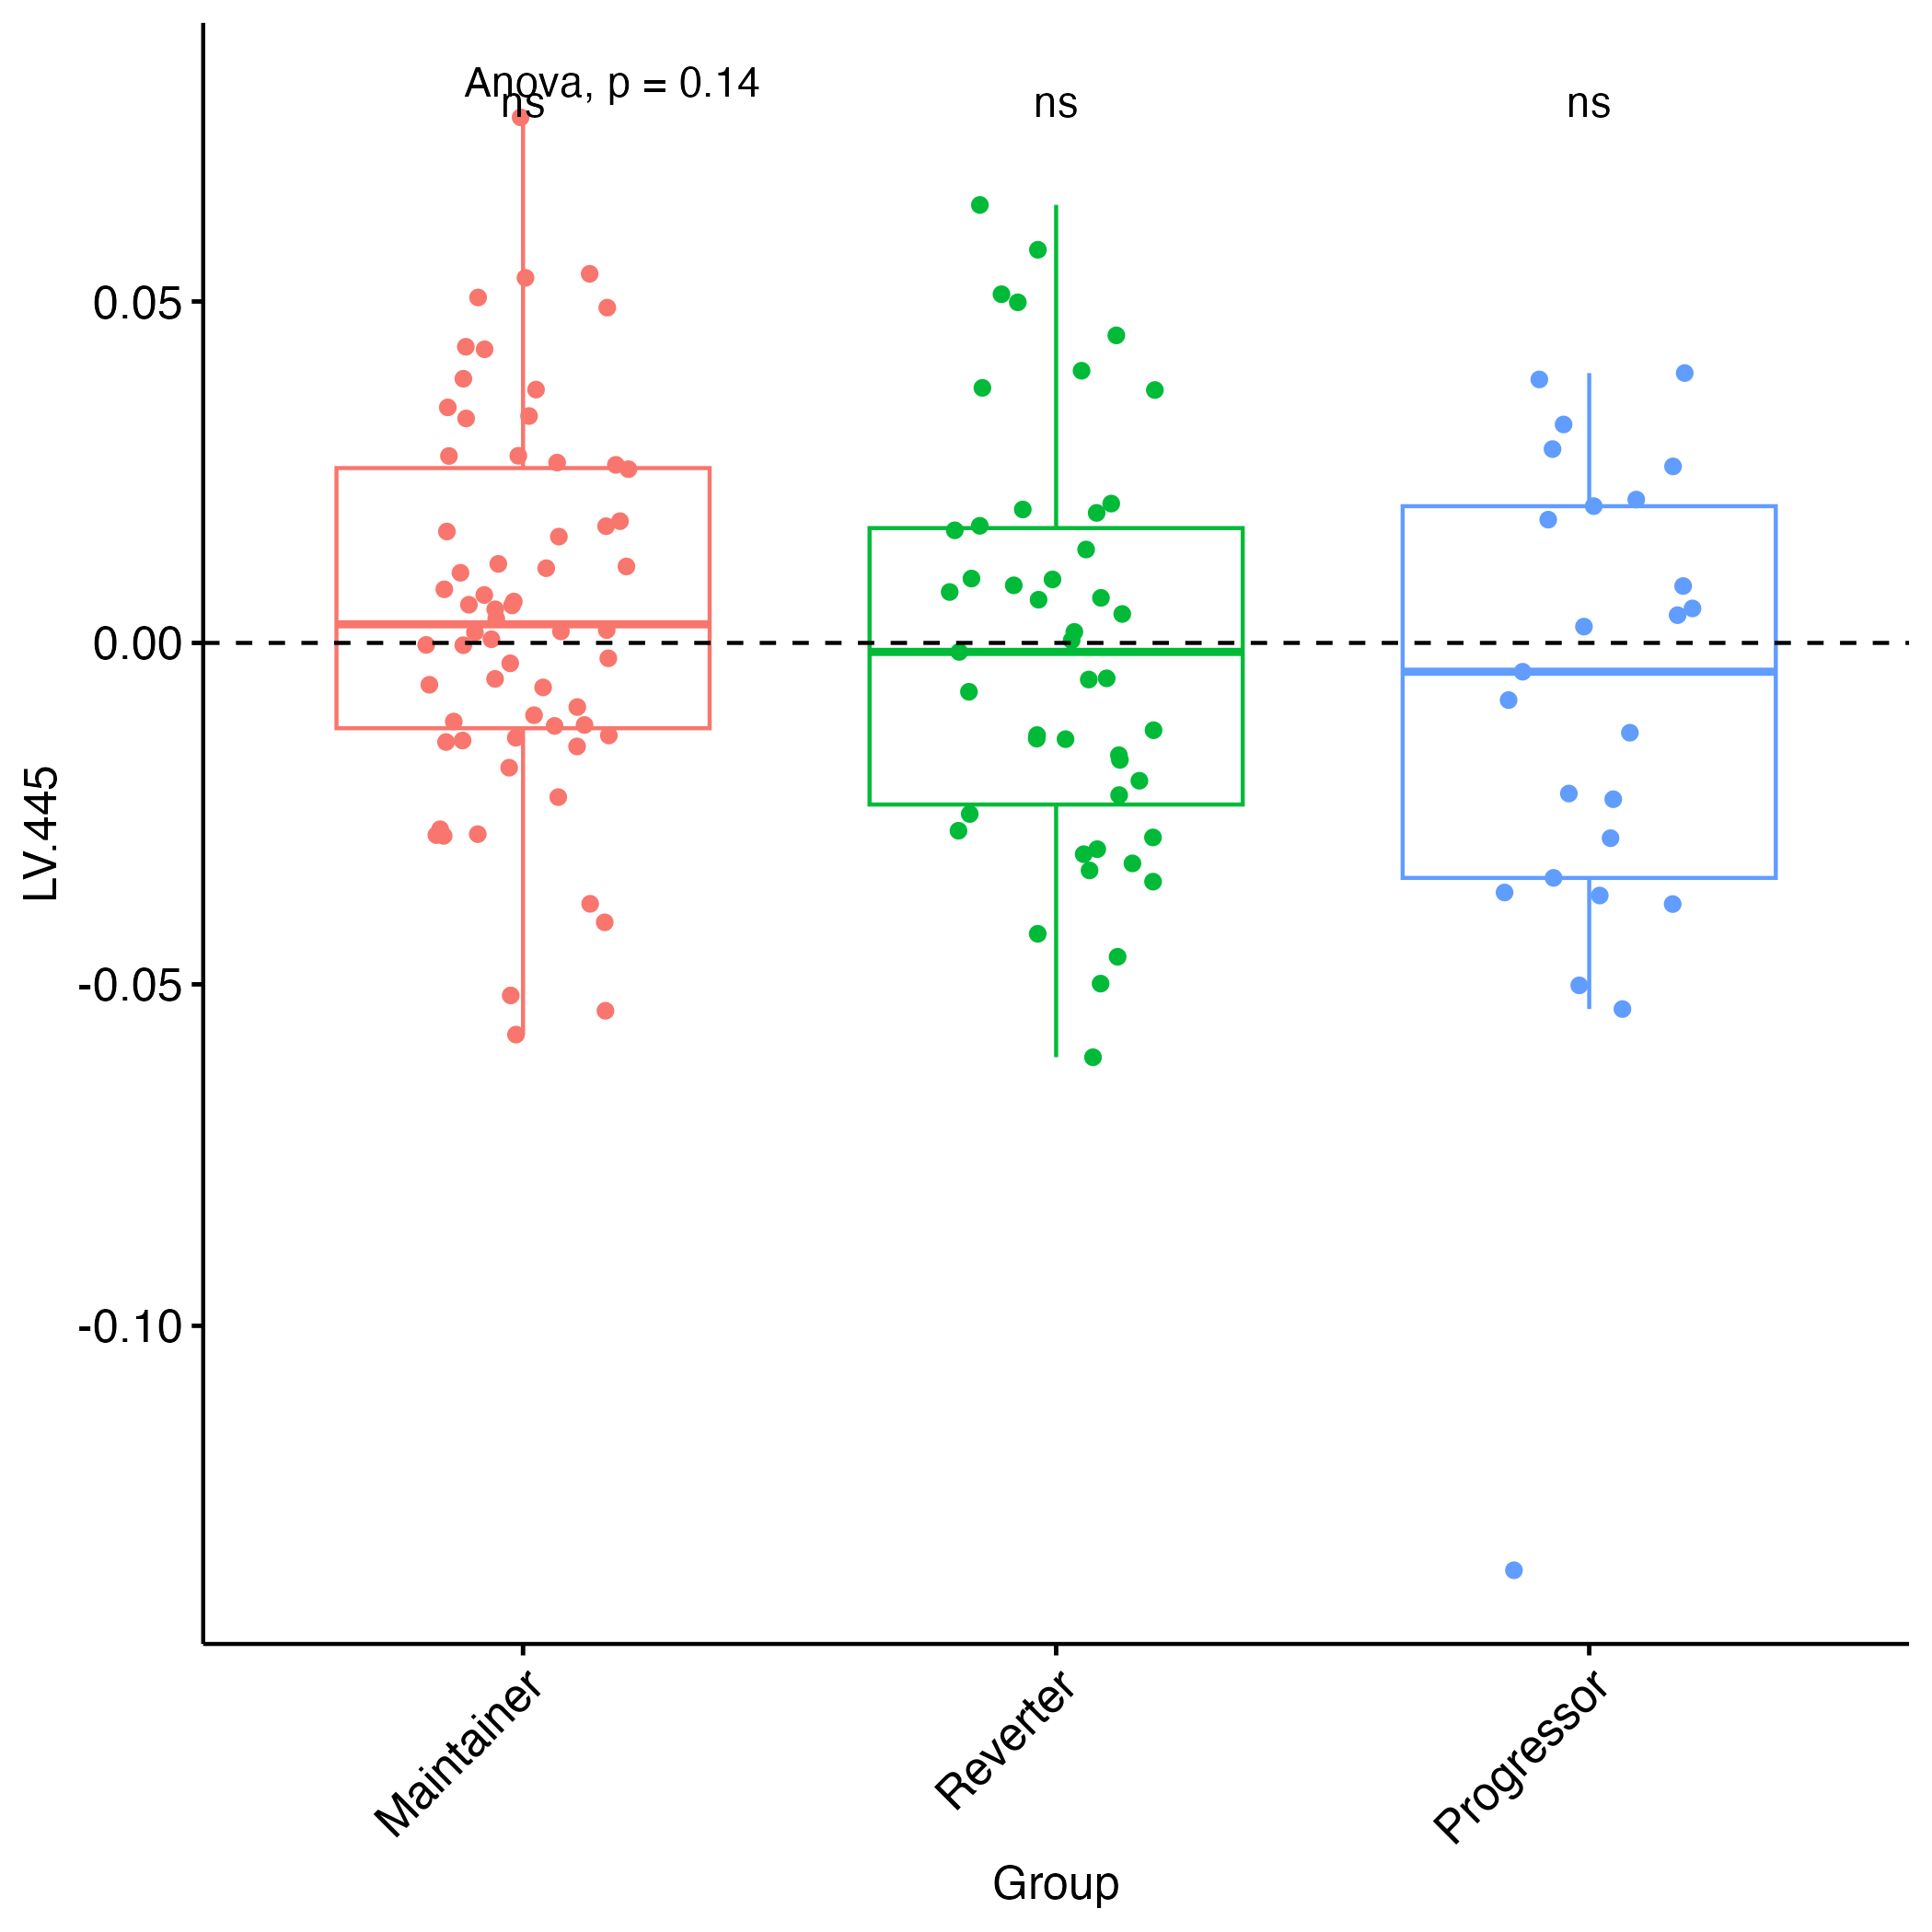 Anova, p = 0.14
ns
ns
ns
0.05
0.00
-0.05
-0.10
LV.445
Maintainer
Reverter
Progressor
Group